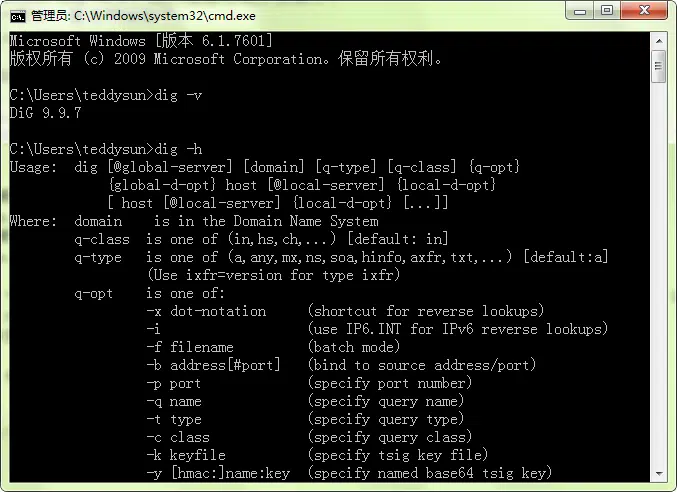 管理员: C:\Windows\system32\cmd.exe
Microsoft Windows [版本 6.1.7601]
版权所有 (c) 2009 Microsoft Corporation。保留所有权利。
C:\Users\teddysun>dig -v
DiG 9.9.7
C:\Users\teddysun>dig -h
Usage:  dig [@global-server] [domain] [q-type] [q-class] {q-opt}
            {global-d-opt} host [@local-server] {local-d-opt}
            [ host [@local-server] {local-d-opt} [...]]
Where:  domain    is in the Domain Name System
        q-class  is one of (in,hs,ch,...) [default: in]
        q-type   is one of (a,any,mx,ns,soa,hinfo,axfr,txt,...) [default:a]
                 (Use ixfr=version for type ixfr)
        q-opt    is one of:
                 -x dot-notation     (shortcut for reverse lookups)
                 -i                  (use IP6.INT for IPv6 reverse lookups)
                 -f filename         (batch mode)
                 -b address[#port]   (bind to source address/port)
                 -p port             (specify port number)
                 -q name             (specify query name)
                 -t type             (specify query type)
                 -c class            (specify query class)
                 -k keyfile          (specify tsig key file)
                 -y [hmac:]name:key  (specify named base64 tsig key)